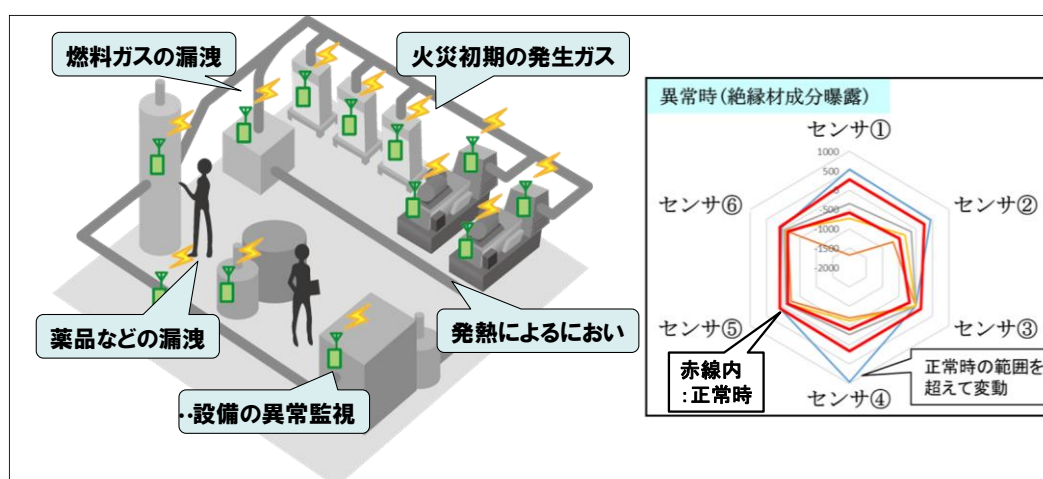 燃料ガスの漏洩
火災初期の発生ガス
薬品などの漏洩
発熱によるにおい
‥設備の異常監視
異常時(絶縁材成分曝露)
センサ①
センサ②
センサ③
センサ④
センサ⑤
センサ⑥
1000
500
0
-500
-1000
-1500
-2000
赤線内
:正常時
正常時の範囲を
超えて変動